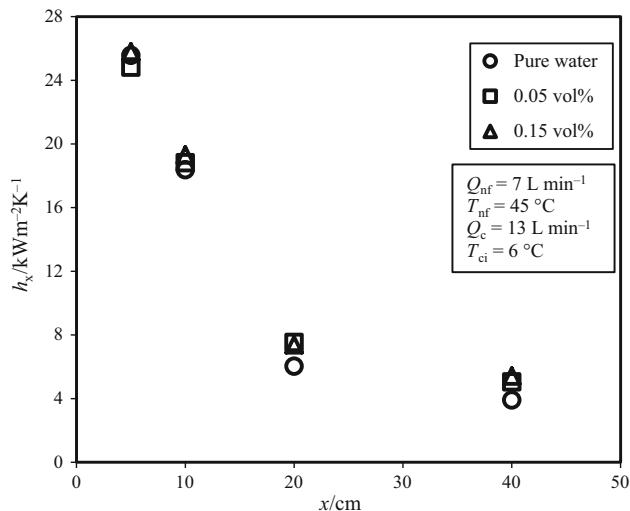 28
24
20
16
12
8
4
0
h_x/kWm⁻²K⁻¹
Pure water
0.05 vol%
0.15 vol%
Q_nf = 7 L min⁻¹
T_nf = 45 °C
Q_c = 13 L min⁻¹
T_ci = 6 °C
0 10 20 30 40 50
x/cm